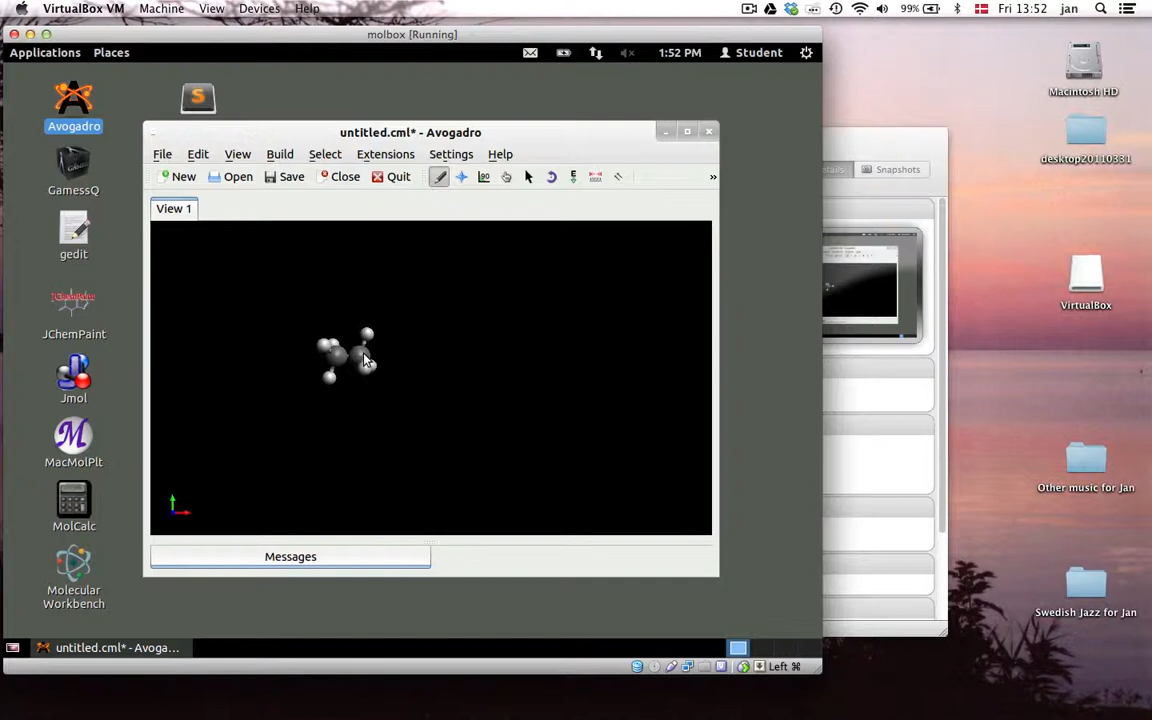 VirtualBox VM Machine View Devices Help 99% Fri 13:52 jan
molbox [Running]
Applications Places 1:52 PM Student
Macintosh HD
desktop20110331
VirtualBox
Other music for Jan
Swedish Jazz for Jan
Snapshots
Avogadro
GamessQ
gedit
JChemPaint
Jmol
MacMolPlt
MolCalc
Molecular
Workbench
S
untitled.cml* - Avogadro
File Edit View Build Select Extensions Settings Help
New Open Save Close Quit »
View 1
Messages
untitled.cml* - Avoga...
Left ⌘